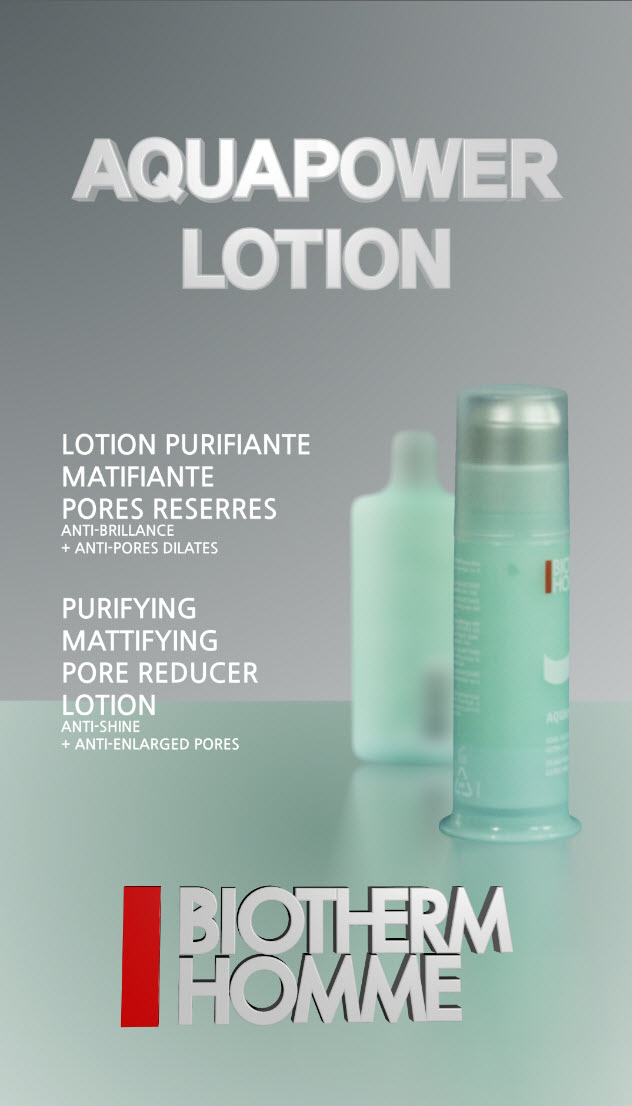 AQUAPOWER
LOTION
LOTION PURIFIANTE
MATIFIANTE
PORES RESERRES
ANTI-BRILLANCE
+ ANTI-PORES DILATES
PURIFYING
MATTIFYING
PORE REDUCER
LOTION
ANTI-SHINE
+ ANTI-ENLARGED PORES
BIOTHERM
HOMME